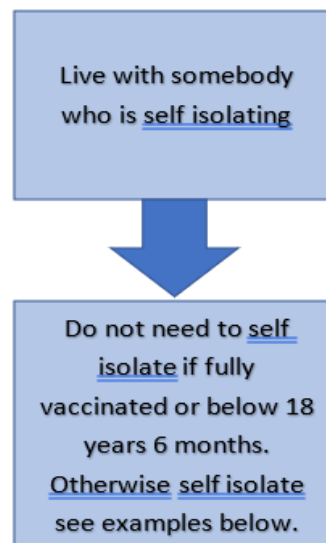 Live with somebody
who is self isolating
Do not need to self
isolate if fully
vaccinated or below 18
years 6 months.
Otherwise self isolate
see examples below.